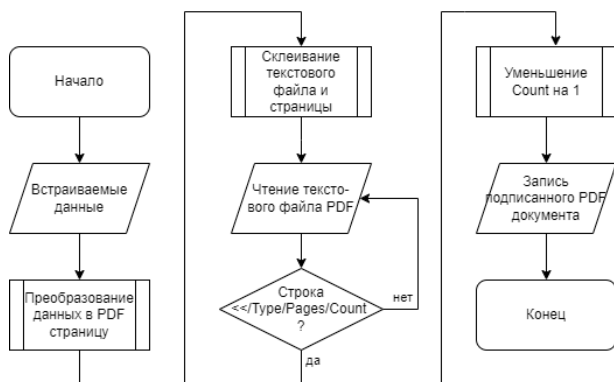 Начало
Встраиваемые
данные
Преобразование
данных в PDF
страницу
Склеивание
текстового
файла и
страницы
Чтение тексто-
вого файла PDF
Строка
<</Type/Pages/Count
?
нет
да
Уменьшение
Count на 1
Запись
подписанного PDF
документа
Конец